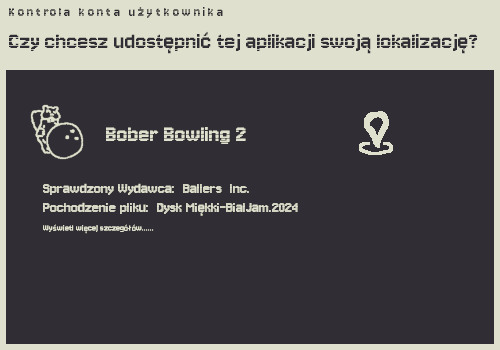 Kontrola konta użytkownika
Czy chcesz udostępnić tej aplikacji swoją lokalizację?
Bober Bowling 2
Sprawdzony Wydawca: Ballers Inc.
Pochodzenie pliku: Dysk Miękki-BialJam.2024
Wyświetl więcej szczegółów......